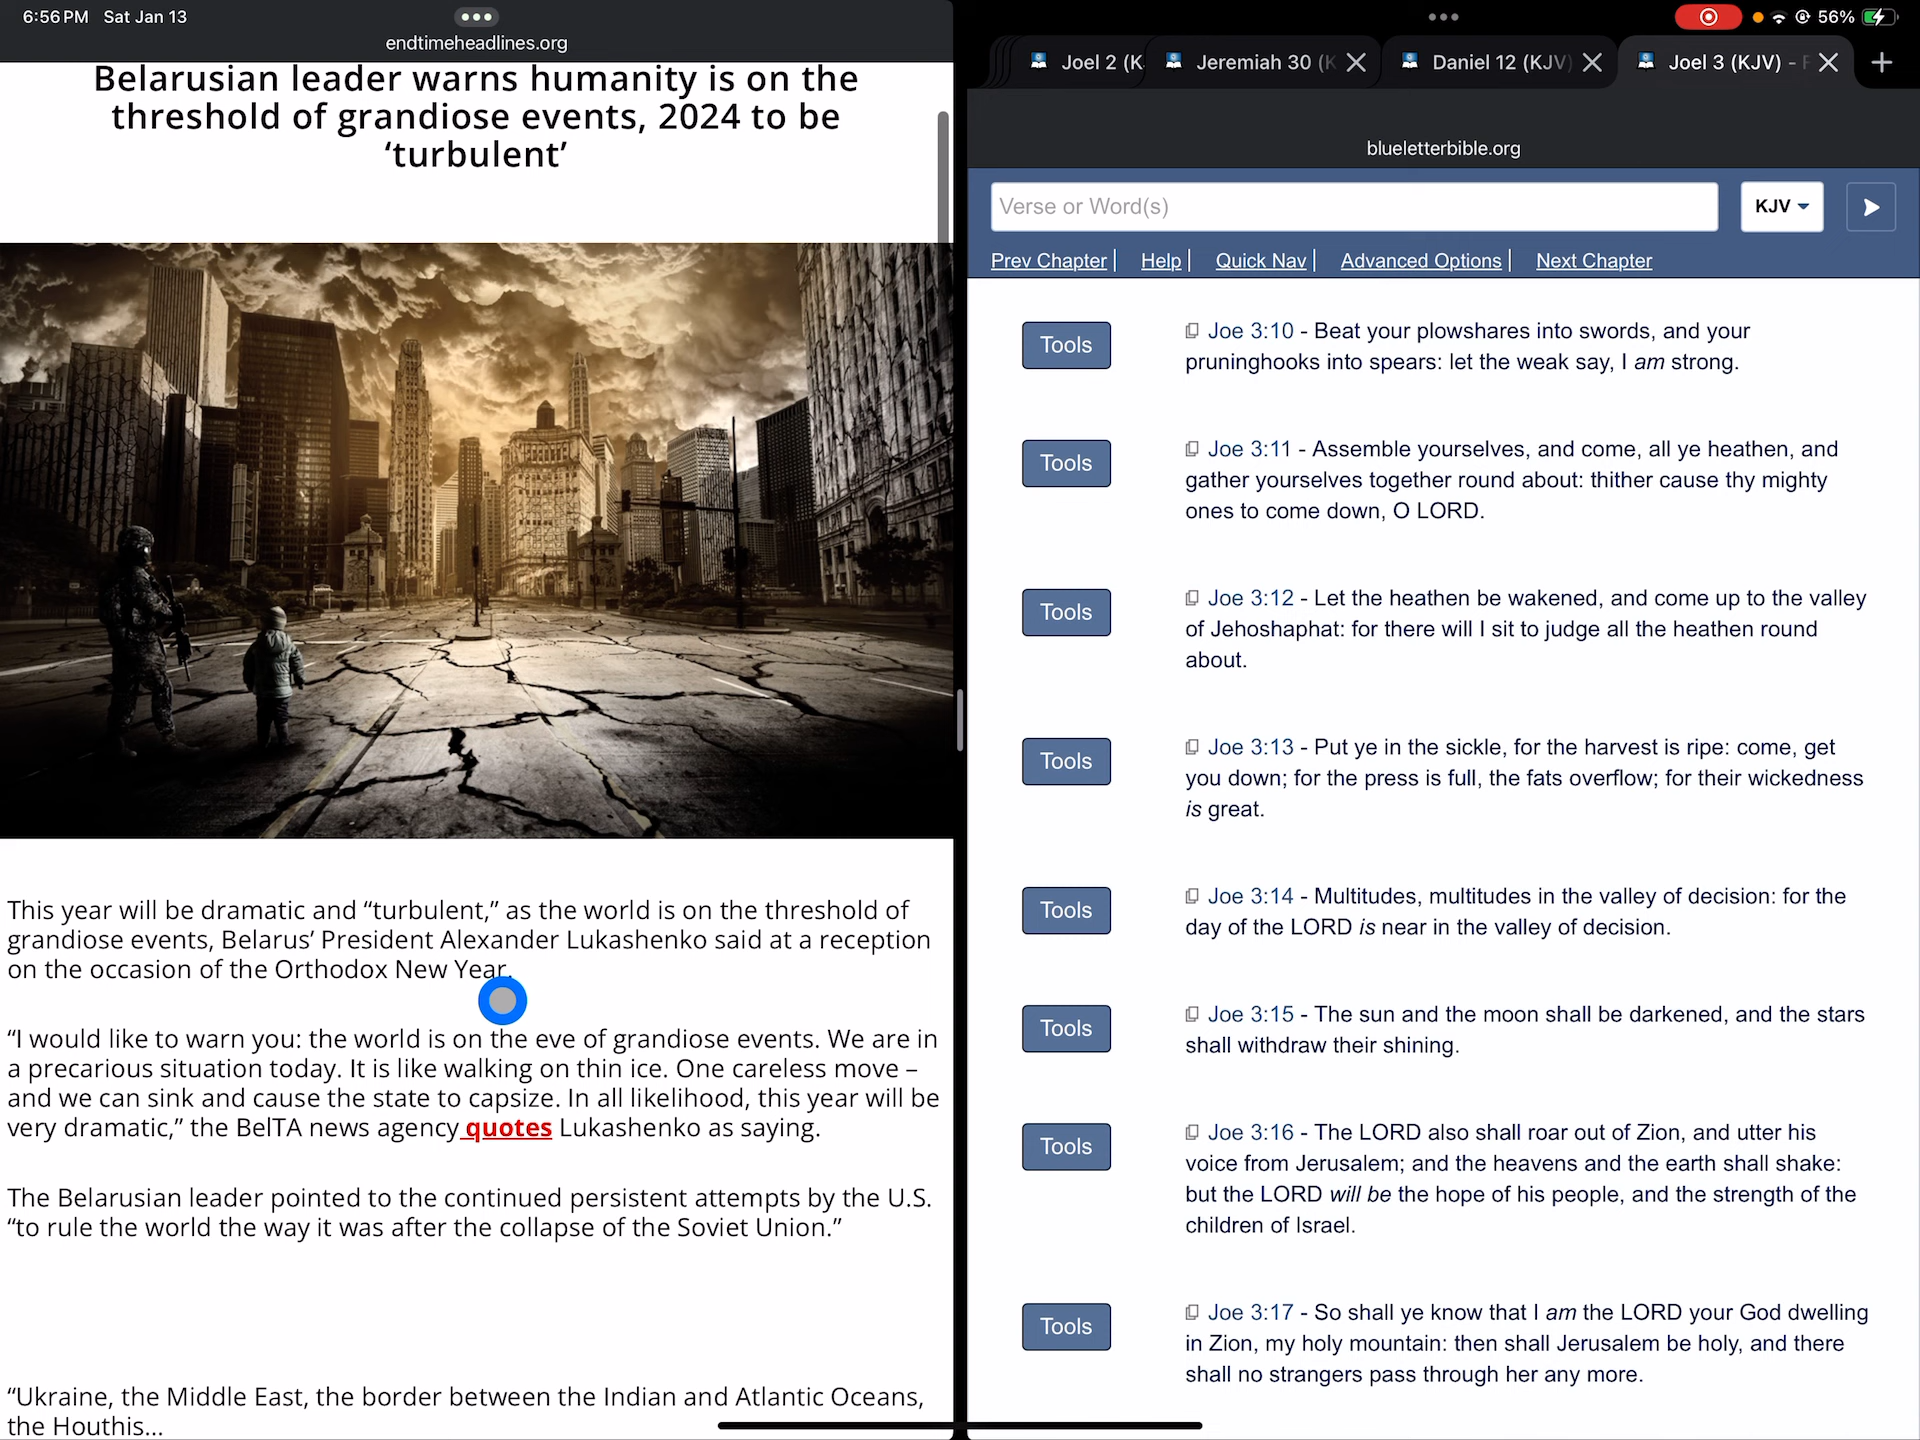 6:56 PM Sat Jan 13
endtimeheadlines.org
Belarusian leader warns humanity is on the
threshold of grandiose events, 2024 to be
‘turbulent’
This year will be dramatic and “turbulent,” as the world is on the threshold of
grandiose events, Belarus’ President Alexander Lukashenko said at a reception
on the occasion of the Orthodox New Year.
“I would like to warn you: the world is on the eve of grandiose events. We are in
a precarious situation today. It is like walking on thin ice. One careless move –
and we can sink and cause the state to capsize. In all likelihood, this year will be
very dramatic,” the BelTA news agency quotes Lukashenko as saying.
The Belarusian leader pointed to the continued persistent attempts by the U.S.
“to rule the world the way it was after the collapse of the Soviet Union.”
“Ukraine, the Middle East, the border between the Indian and Atlantic Oceans,
the Houthis...
56%
Joel 2 (K
Jeremiah 30 (K
Daniel 12 (KJV)
Joel 3 (KJV) - F
blueletterbible.org
Verse or Word(s)
KJV
Prev Chapter | Help | Quick Nav | Advanced Options | Next Chapter
Tools
Joe 3:10 - Beat your plowshares into swords, and your
pruninghooks into spears: let the weak say, I am strong.
Tools
Joe 3:11 - Assemble yourselves, and come, all ye heathen, and
gather yourselves together round about: thither cause thy mighty
ones to come down, O LORD.
Tools
Joe 3:12 - Let the heathen be wakened, and come up to the valley
of Jehoshaphat: for there will I sit to judge all the heathen round
about.
Tools
Joe 3:13 - Put ye in the sickle, for the harvest is ripe: come, get
you down; for the press is full, the fats overflow; for their wickedness
is great.
Tools
Joe 3:14 - Multitudes, multitudes in the valley of decision: for the
day of the LORD is near in the valley of decision.
Tools
Joe 3:15 - The sun and the moon shall be darkened, and the stars
shall withdraw their shining.
Tools
Joe 3:16 - The LORD also shall roar out of Zion, and utter his
voice from Jerusalem; and the heavens and the earth shall shake:
but the LORD will be the hope of his people, and the strength of the
children of Israel.
Tools
Joe 3:17 - So shall ye know that I am the LORD your God dwelling
in Zion, my holy mountain: then shall Jerusalem be holy, and there
shall no strangers pass through her any more.